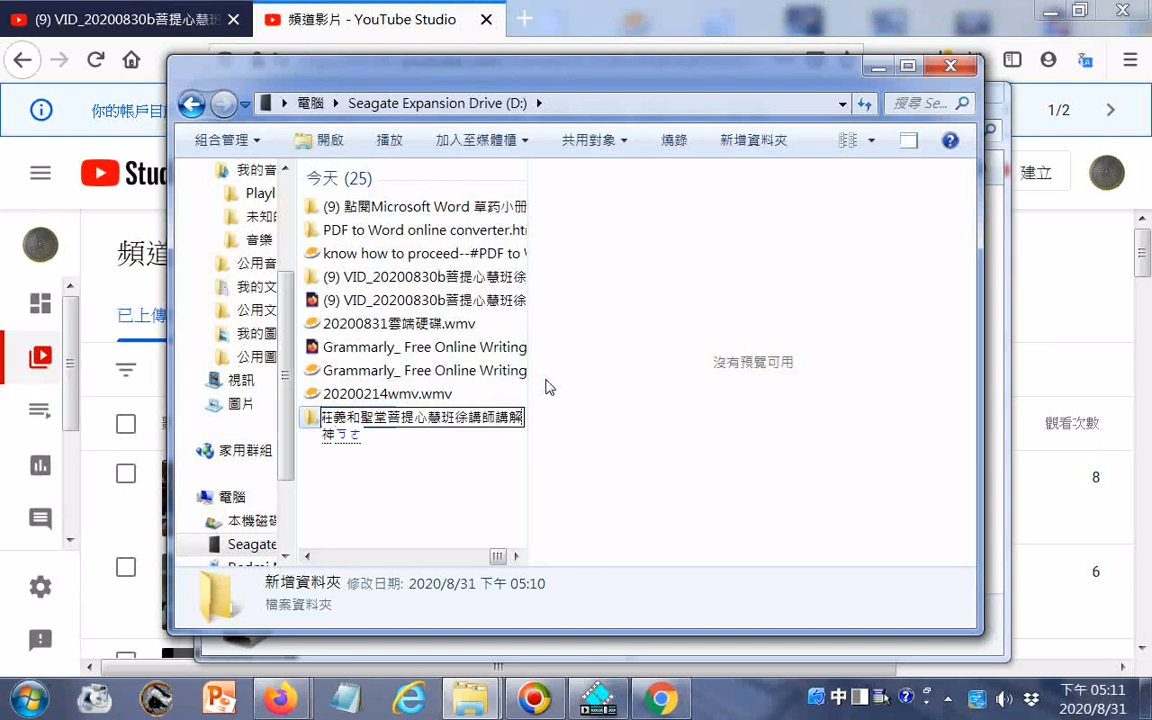 (9) VID_20200830b菩提心慧班
頻道影片 - YouTube Studio
你的帳戶目前
1/2
電腦
Seagate Expansion Drive (D:)
搜尋 Se...
組合管理
開啟
播放
加入至媒體櫃
共用對象
燒錄
新增資料夾
Stu
建立
我的音
Playl
未知的
音樂
公用音
我的文
公用文
我的圖
公用圖
視訊
圖片
家用群組
電腦
本機磁碟
Seagate
今天 (25)
(9) 點閱Microsoft Word 草药小册
PDF to Word online converter.htm
know how to proceed--#PDF to W
(9) VID_20200830b菩提心慧班徐
(9) VID_20200830b菩提心慧班徐
20200831雲端硬碟.wmv
Grammarly_ Free Online Writing
Grammarly_ Free Online Writing
20200214wmv.wmv
莊義和聖堂菩提心慧班徐講師講解
神ㄎㄜ
沒有預覽可用
頻道
已上傳
觀看次數
8
6
新增資料夾
修改日期: 2020/8/31 下午 05:10
檔案資料夾
中
下午 05:11
2020/8/31